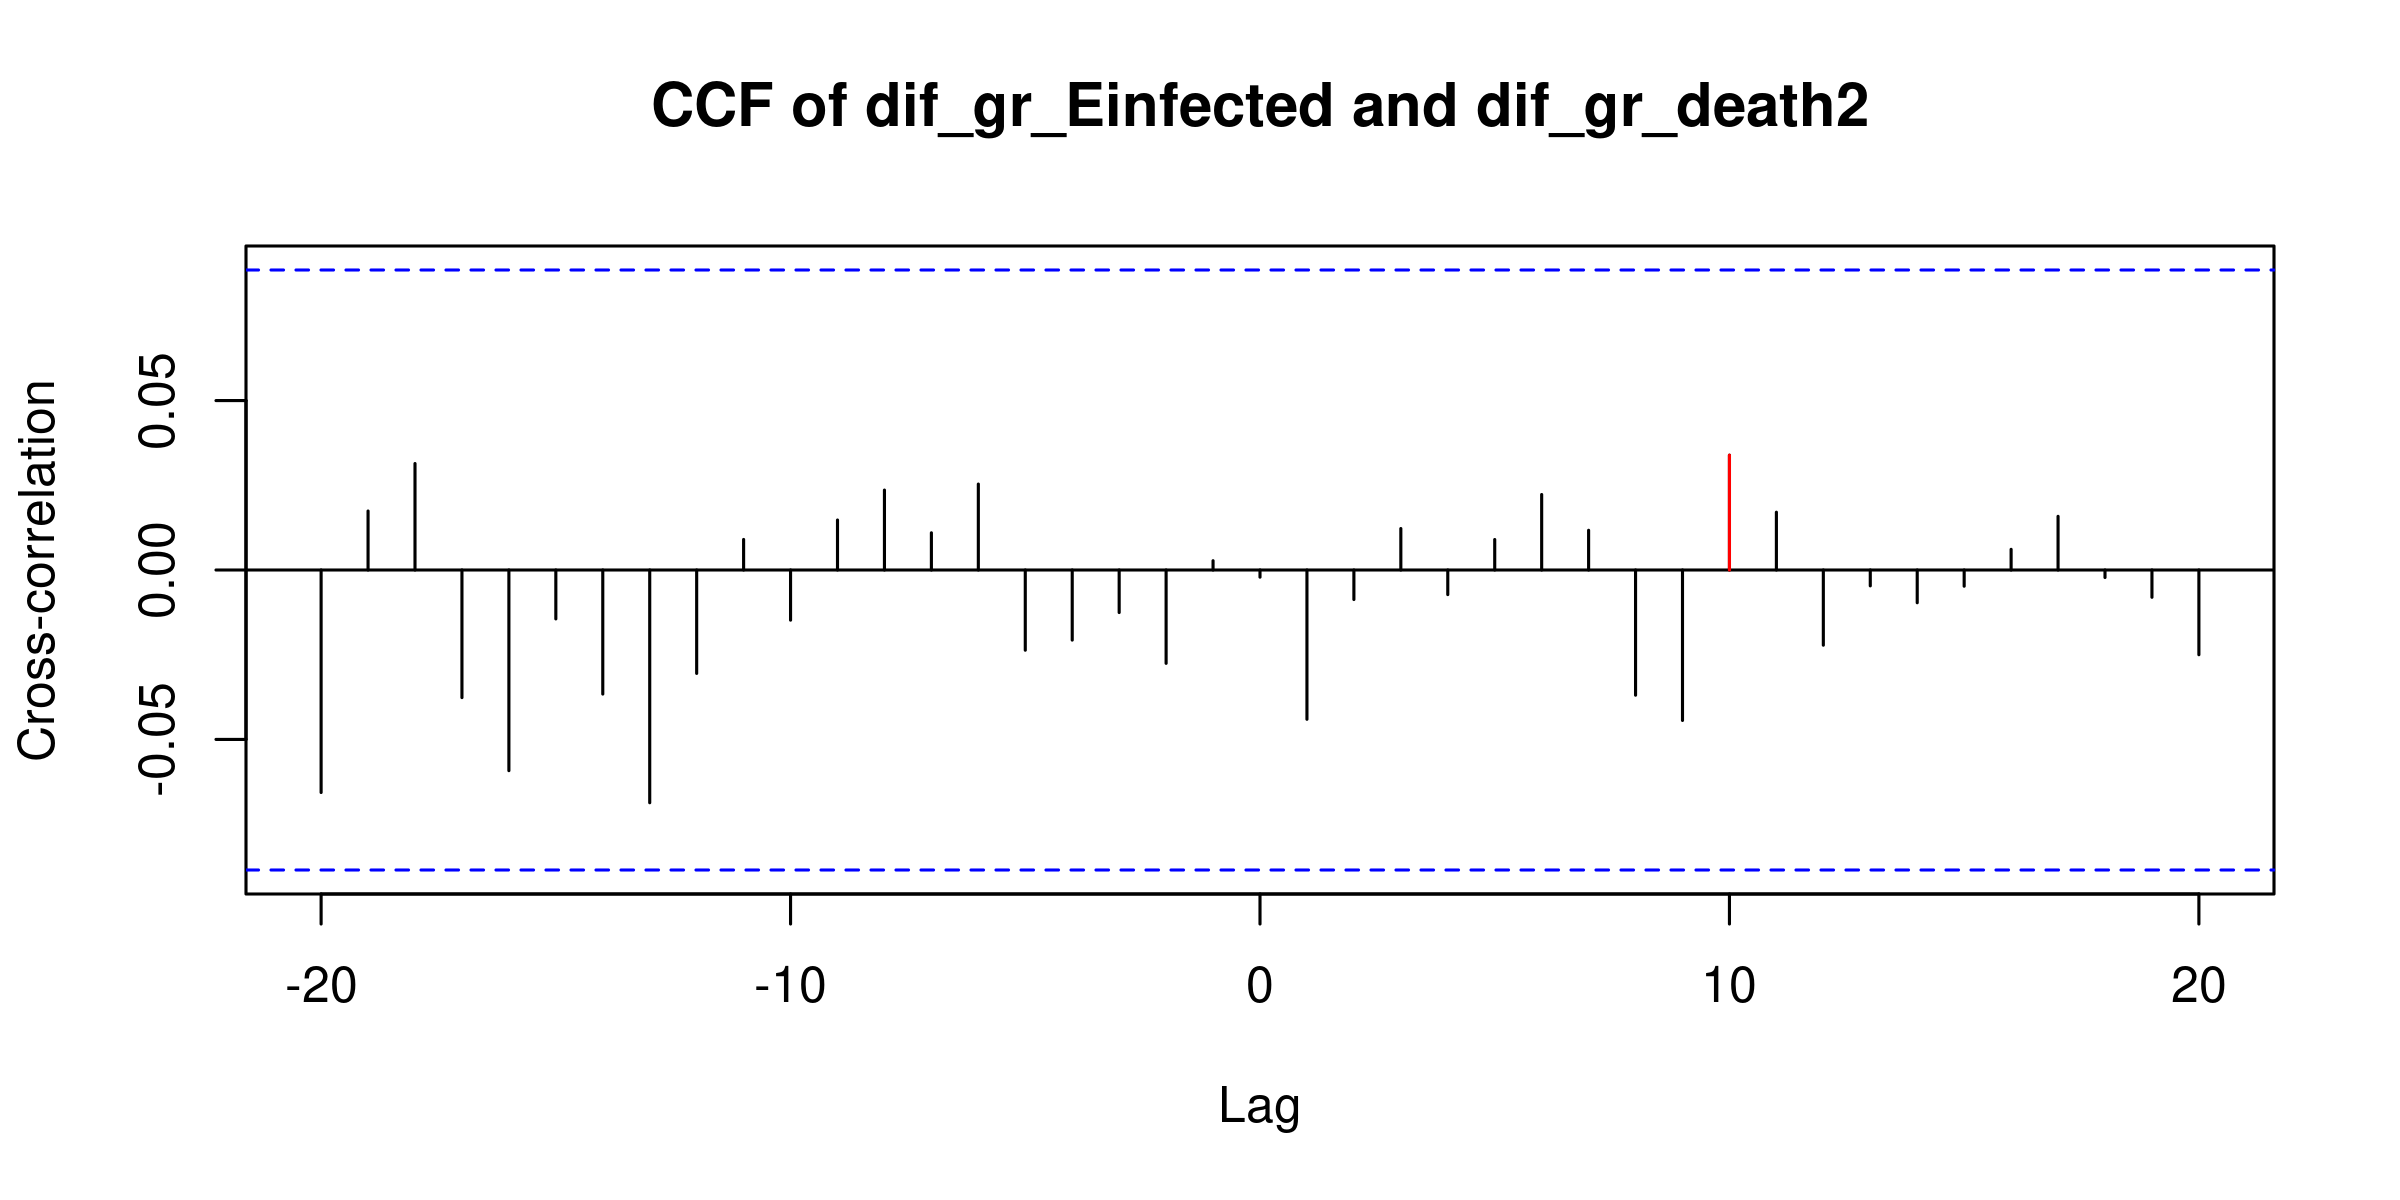 CCF of dif_gr_Einfected and dif_gr_death2
Cross-correlation
0.05
0.00
-0.05
-20 -10 0 10 20
Lag